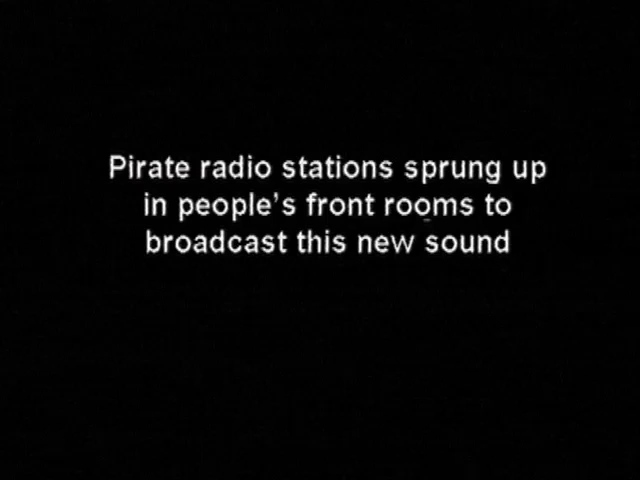 Pirate radio stations sprung up
in people's front rooms to
broadcast this new sound